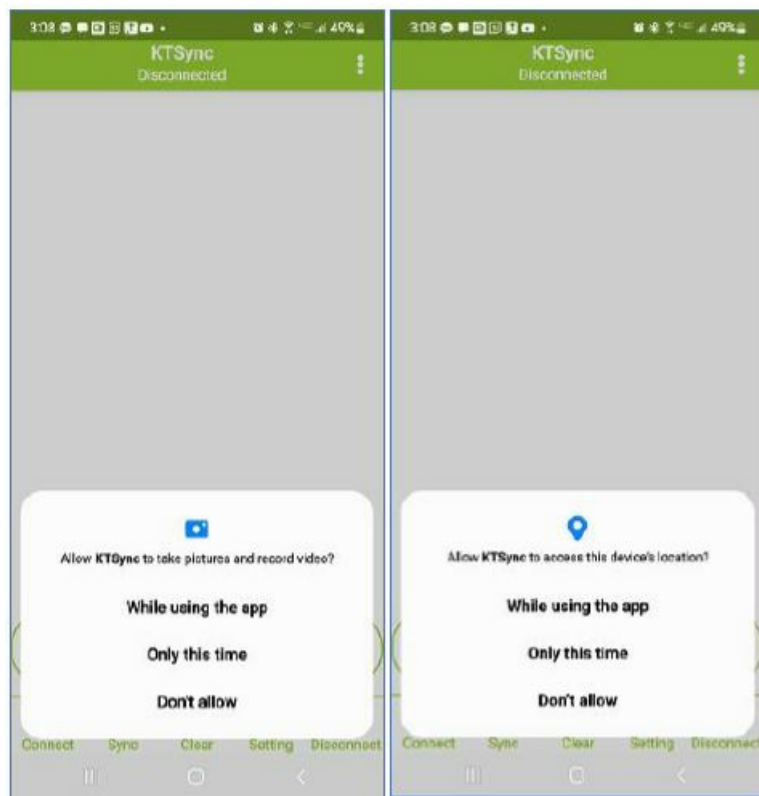 3:08
49%
KTSync
Disconnected
Allow KTSync to take pictures and record video?
While using the app
Only this time
Don't allow
Connect Sync Clear Setting Disconnect
3:08
49%
KTSync
Disconnected
Allow KTSync to access this device's location?
While using the app
Only this time
Don't allow
Connect Sync Clear Setting Disconnect